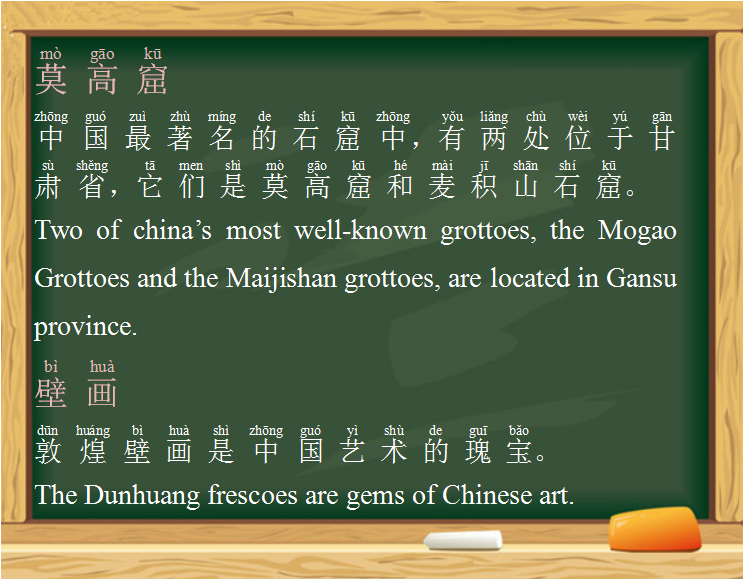 mò gāo kū
莫高窟
zhōng guó zuì zhù míng de shí kū zhōng yǒu liǎng chù wèi yú gān
中国最著名的石窟中，有两处位于甘
sù shěng tā men shì mò gāo kū hé mài jī shān shí kū
肃省，它们是莫高窟和麦积山石窟。
Two of china’s most well-known grottoes, the Mogao
Grottoes and the Maijishan grottoes, are located in Gansu
province.
bì huà
壁画
dūn huáng bì huà shì zhōng guó yì shù de guī bǎo
敦煌壁画是中国艺术的瑰宝。
The Dunhuang frescoes are gems of Chinese art.